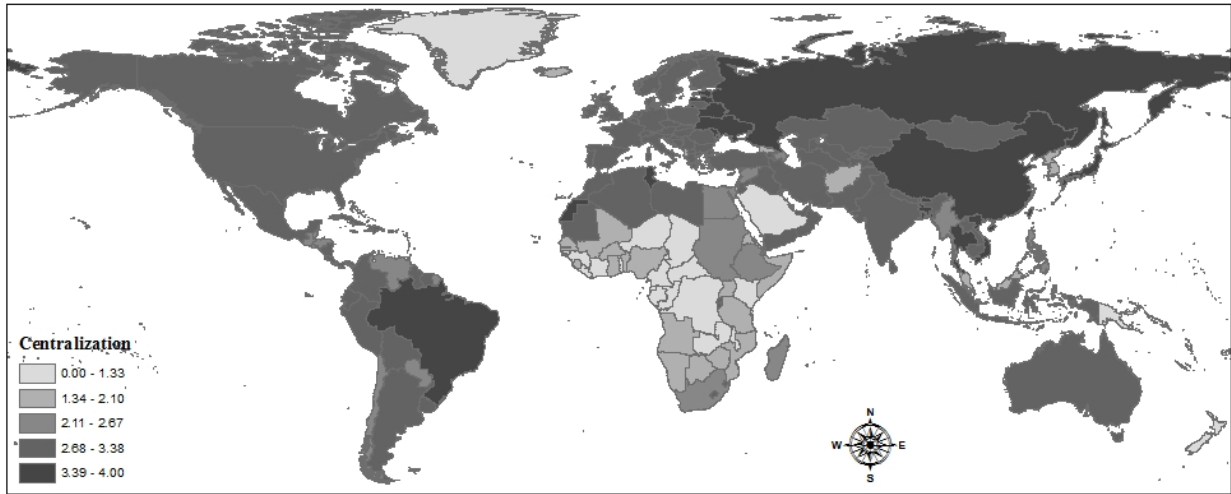 Centralization
0.00 - 1.33
1.34 - 2.10
2.11 - 2.67
2.68 - 3.38
3.39 - 4.00
N
W E
S